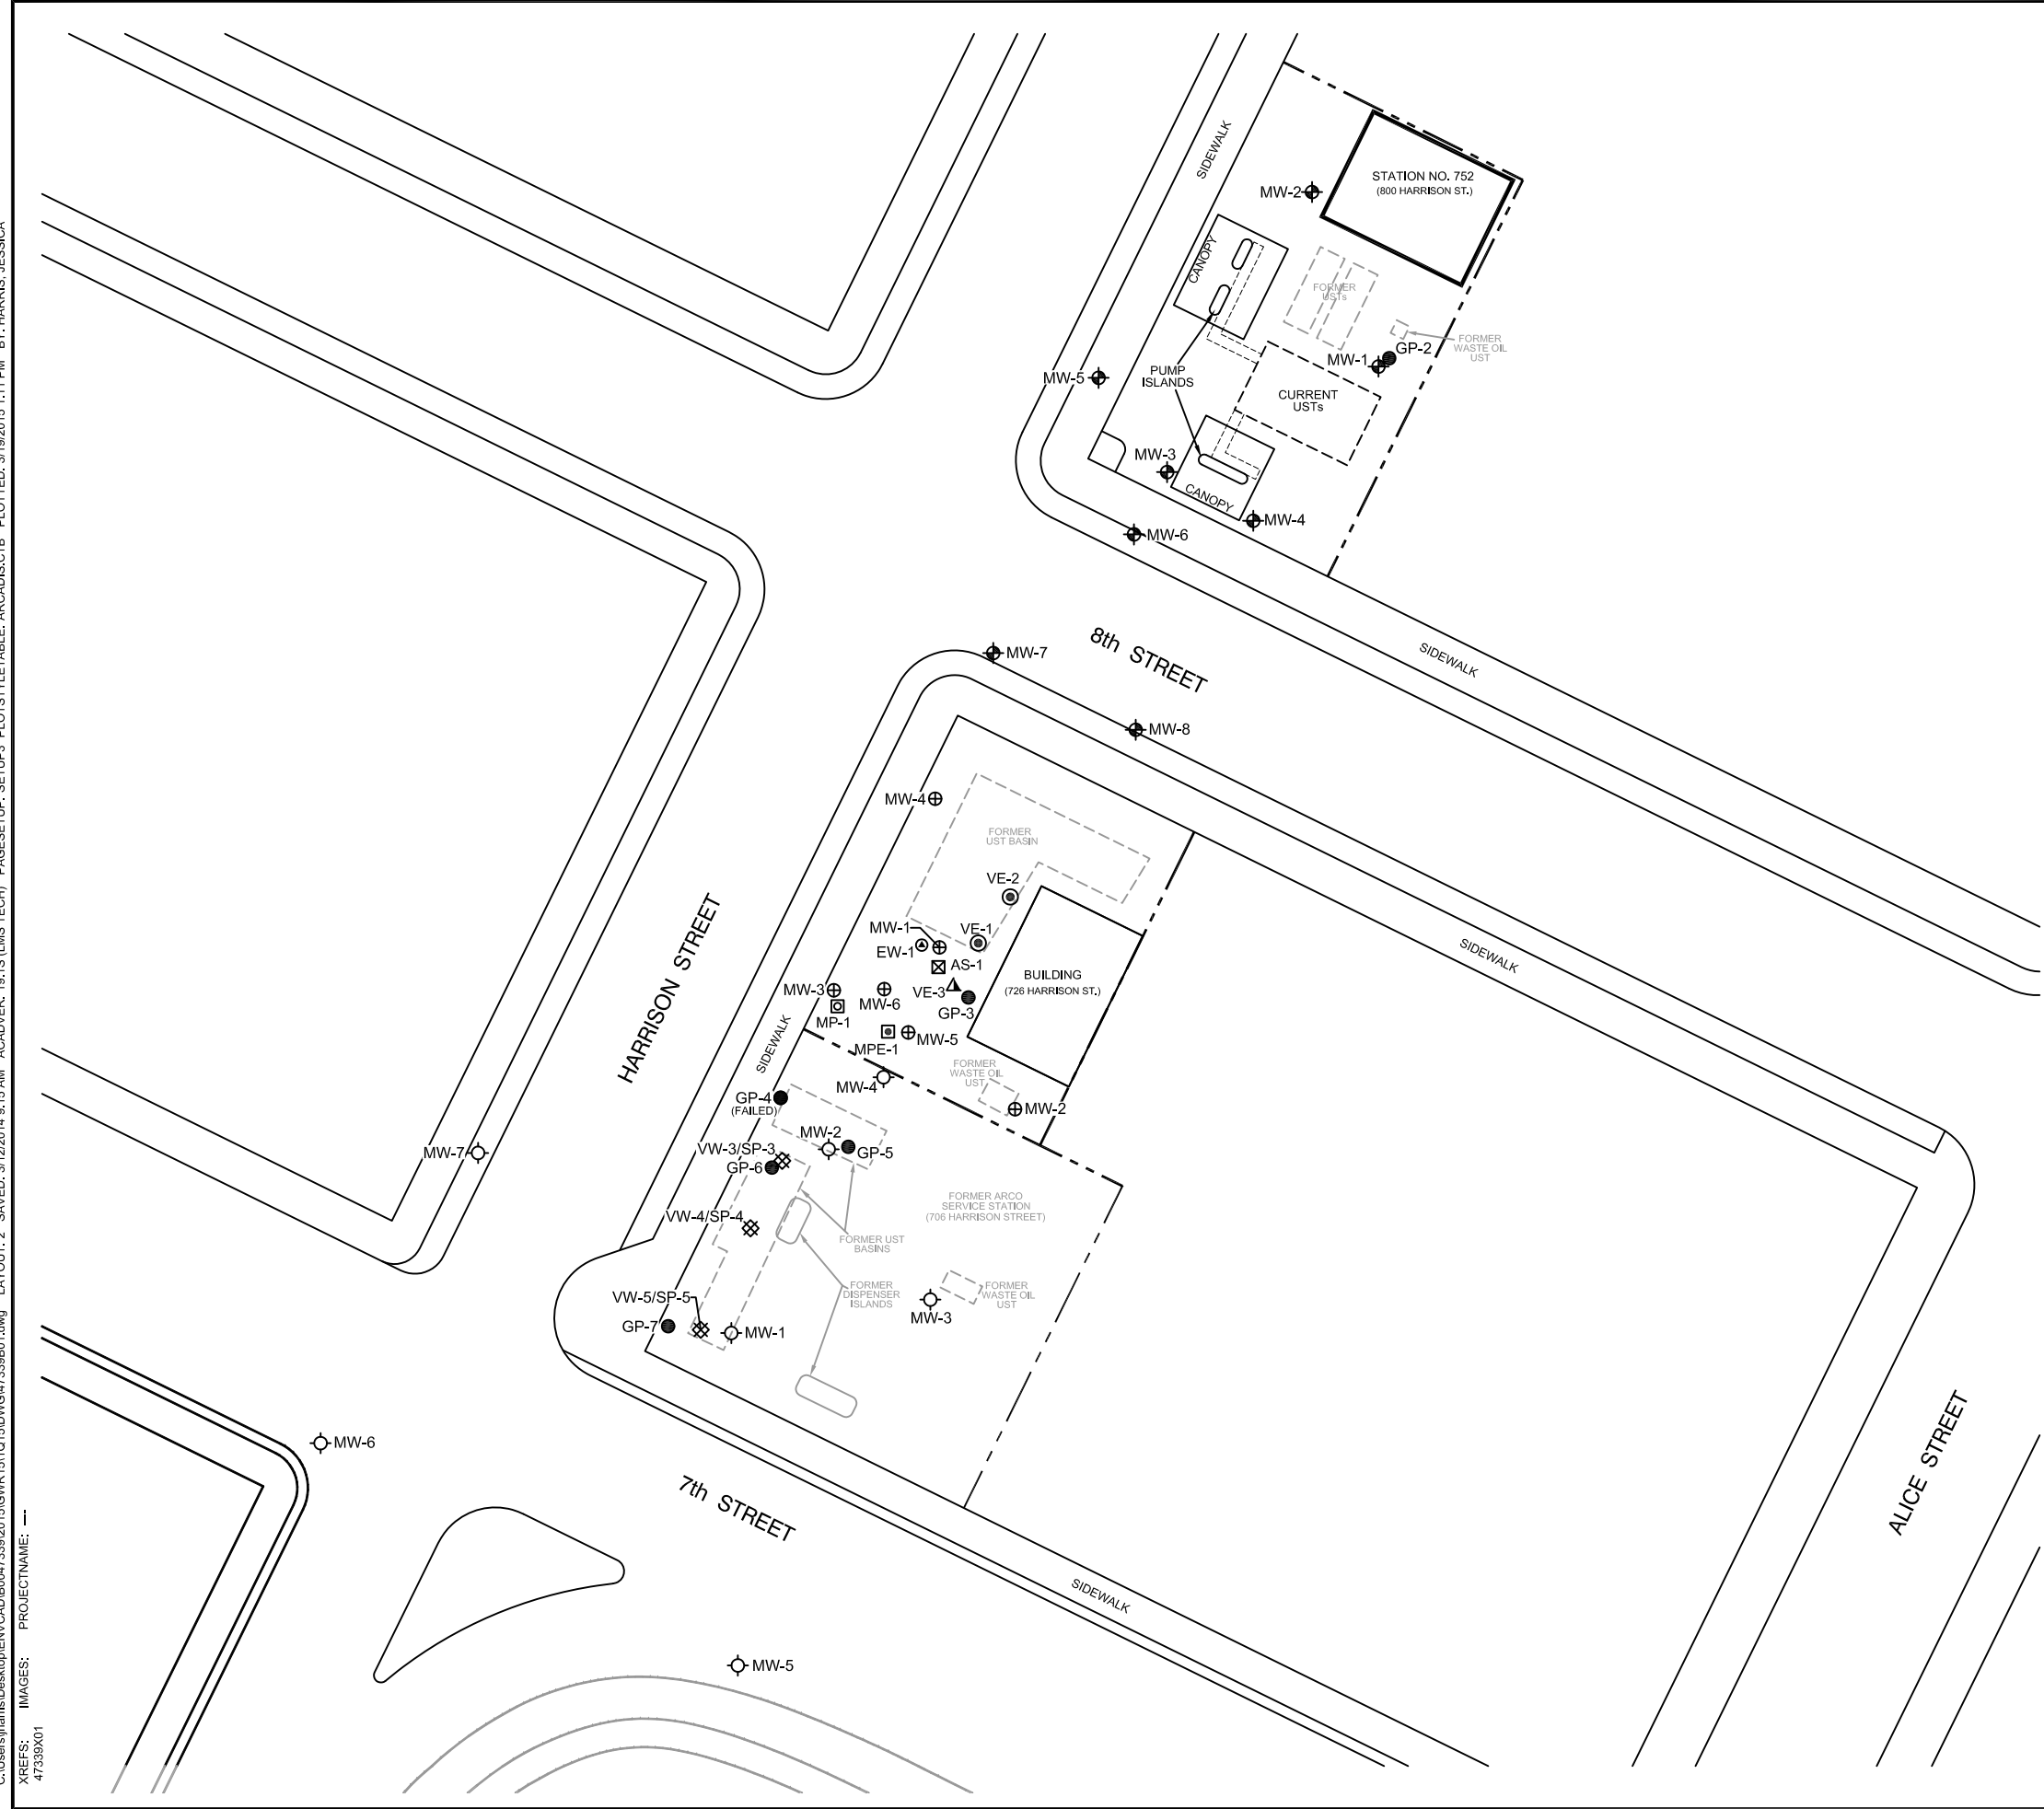 SIDEWALK
STATION NO. 752
(800 HARRISON ST.)
MW-2
CANOPY
FORMER
USTs
FORMER
WASTE OIL
UST
GP-2
MW-1
PUMP
ISLANDS
MW-5
CURRENT
USTs
MW-3
CANOPY
MW-4
MW-6
8th STREET
SIDEWALK
MW-7
MW-8
MW-4
FORMER
UST BASIN
VE-2
HARRISON STREET
MW-1
VE-1
EW-1
AS-1
SIDEWALK
BUILDING
(726 HARRISON ST.)
MW-3
VE-3
MW-6
GP-3
MP-1
SIDEWALK
MPE-1
MW-5
FORMER
WASTE OIL
UST
MW-4
GP-4
(FAILED)
MW-2
MW-2
GP-5
VW-3/SP-3
GP-6
MW-7
FORMER ARCO
SERVICE STATION
(706 HARRISON STREET)
VW-4/SP-4
FORMER UST
BASINS
FORMER
DISPENSER
ISLANDS
FORMER
WASTE OIL
UST
VW-5/SP-5
MW-3
GP-7
MW-1
MW-6
7th STREET
ALICE STREET
SIDEWALK
MW-5
XREFS: IMAGES: PROJECTNAME: ----
47339X01